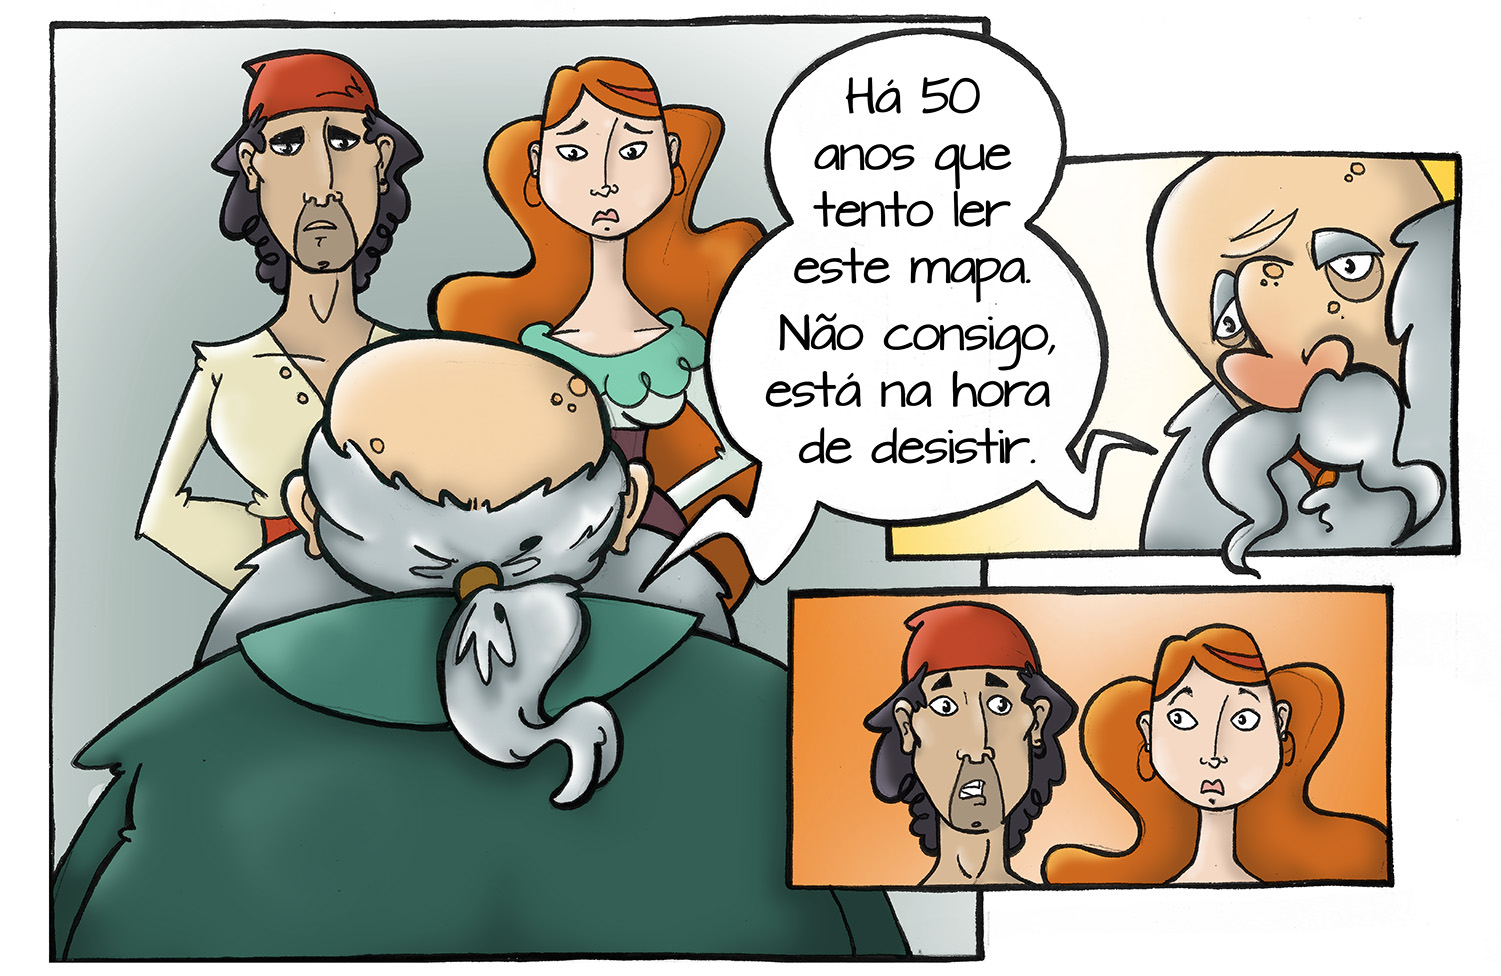 Há 50
anos que
tento ler
este mapa.
Não consigo,
está na hora
de desistir.